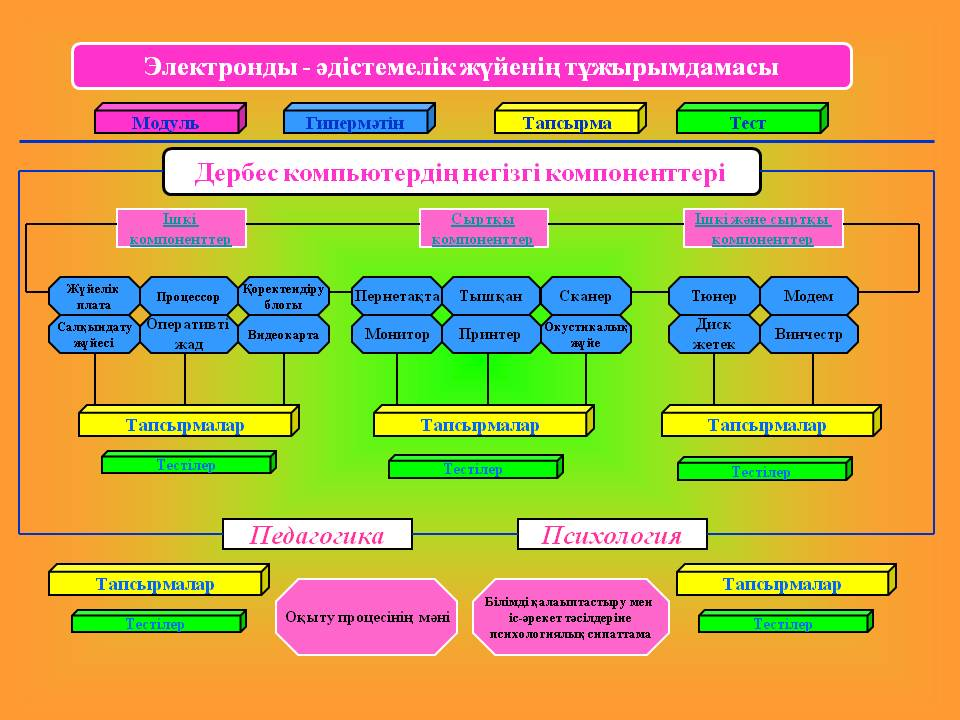 Электронды - әдістемелік жүйенің тұжырымдамасы
Модуль
Гипермәтін
Тапсырма
Тест
Дербес компьютердің негізгі компоненттері
Ішкі
компоненттер
Сыртқы
компоненттер
Ішкі және сыртқы
компоненттер
Жүйелік
плата
Процессор
Қоректендіру
блогы
Пернетақта
Тышқан
Сканер
Тюнер
Модем
Салқындату
жүйесі
Оперативті
жад
Видеокарта
Монитор
Принтер
Окустикалық
жүйе
Диск
жетек
Винчестр
Тапсырмалар
Тапсырмалар
Тапсырмалар
Тестілер
Тестілер
Тестілер
Педагогика
Психология
Тапсырмалар
Тапсырмалар
Тестілер
Оқыту процесінің мәні
Білімді қалаыптастыру мен
іс-әрекет тәсілдеріне
психологиялық сипаттама
Тестілер